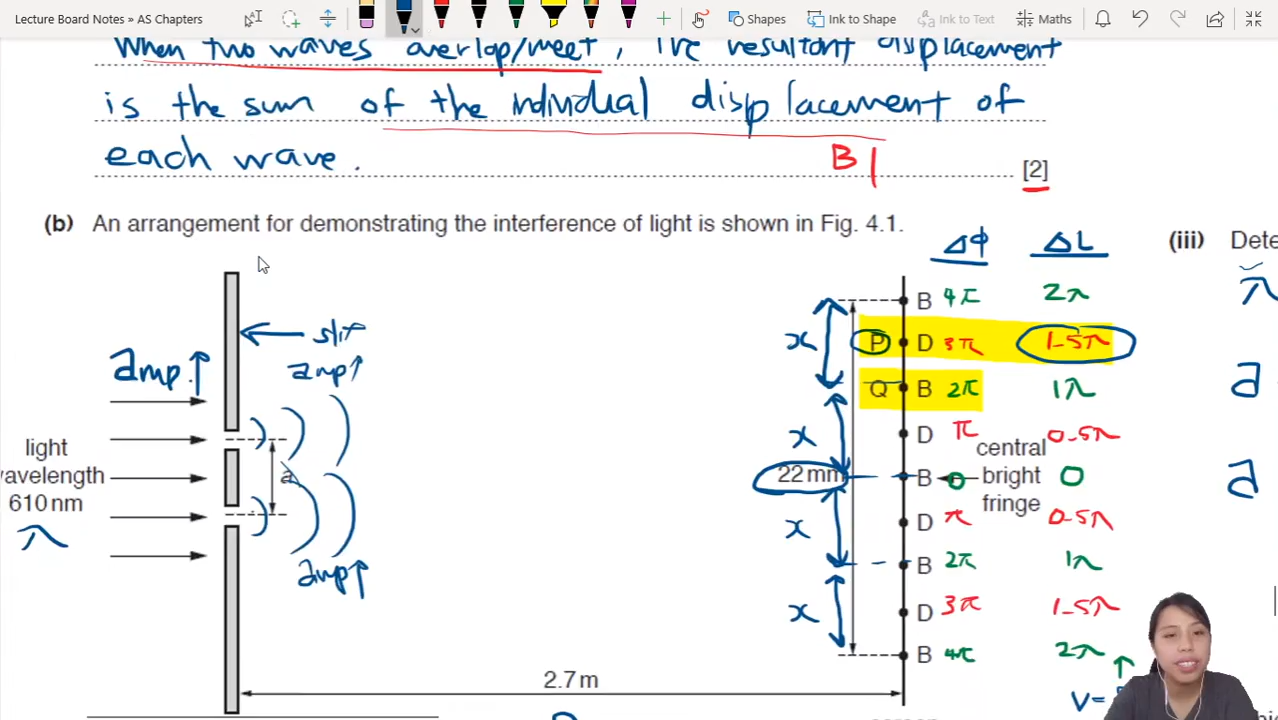 Lecture Board Notes » AS Chapters
Shapes
Ink to Shape
Ink to Text
Maths
When two waves overlap/meet, the resultant displacement
is the sum of the individual displacement of
each wave.
B1
[2]
(b) An arrangement for demonstrating the interference of light is shown in Fig. 4.1.
(iii) Dete
Δφ ΔL
B 4π 2λ
P D 3π 1.5λ
Q B 2π 1λ
D π 0.5λ
B 0 0
D π 0.5λ
B 2π 1λ
D 3π 1.5λ
B 4π 2λ
central
bright
fringe
22 mm
x
x
x
x
slit
amp ↑
amp ↑
amp ↑
light
wavelength
610 nm
λ
a
2.7 m
λ
a
a
V=